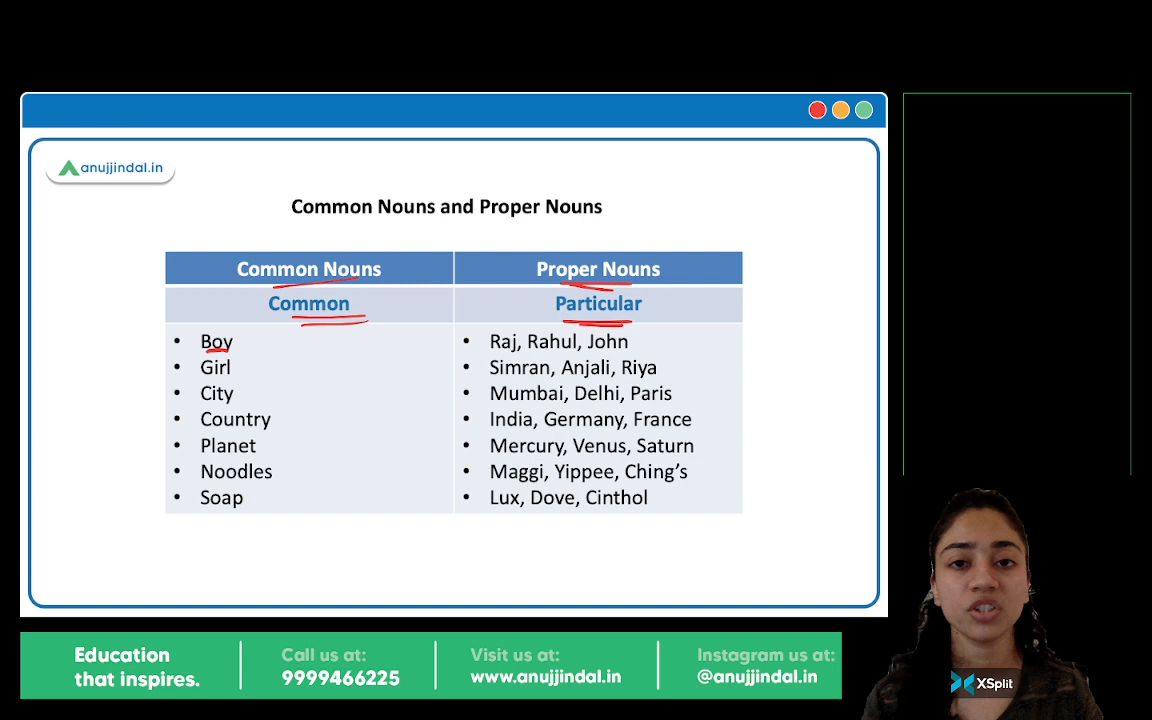 anujjindal.in
Common Nouns and Proper Nouns
Common Nouns
Proper Nouns
Common
Particular
• Boy
• Raj, Rahul, John
• Girl
• Simran, Anjali, Riya
• City
• Mumbai, Delhi, Paris
• Country
• India, Germany, France
• Planet
• Mercury, Venus, Saturn
• Noodles
• Maggi, Yippee, Ching’s
• Soap
• Lux, Dove, Cinthol
Education
that inspires.
Call us at:
9999466225
Visit us at:
www.anujjindal.in
Instagram us at:
@anujjindal.in
XSplit